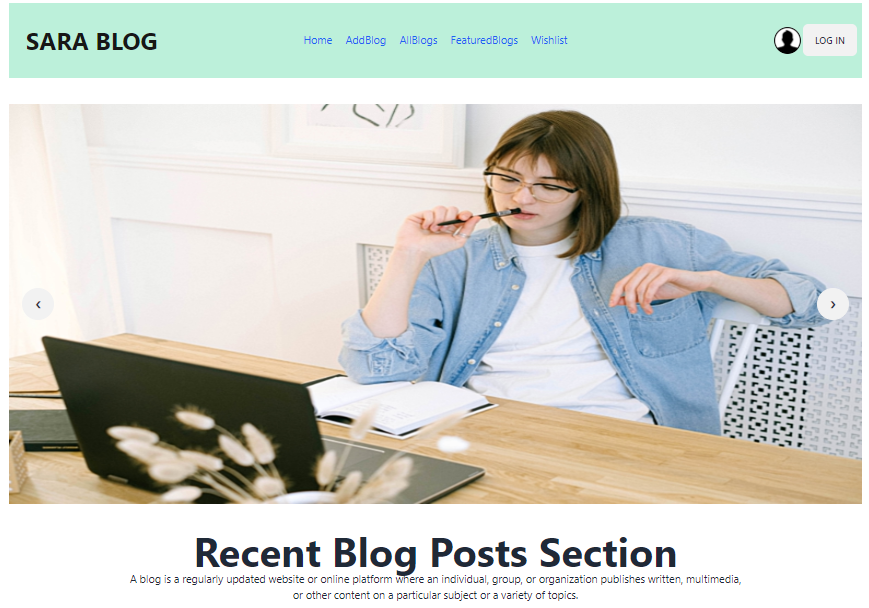 SARA BLOG
Home AddBlog AllBlogs FeaturedBlogs Wishlist
LOG IN
‹
›
Recent Blog Posts Section
A blog is a regularly updated website or online platform where an individual, group, or organization publishes written, multimedia,
or other content on a particular subject or a variety of topics.